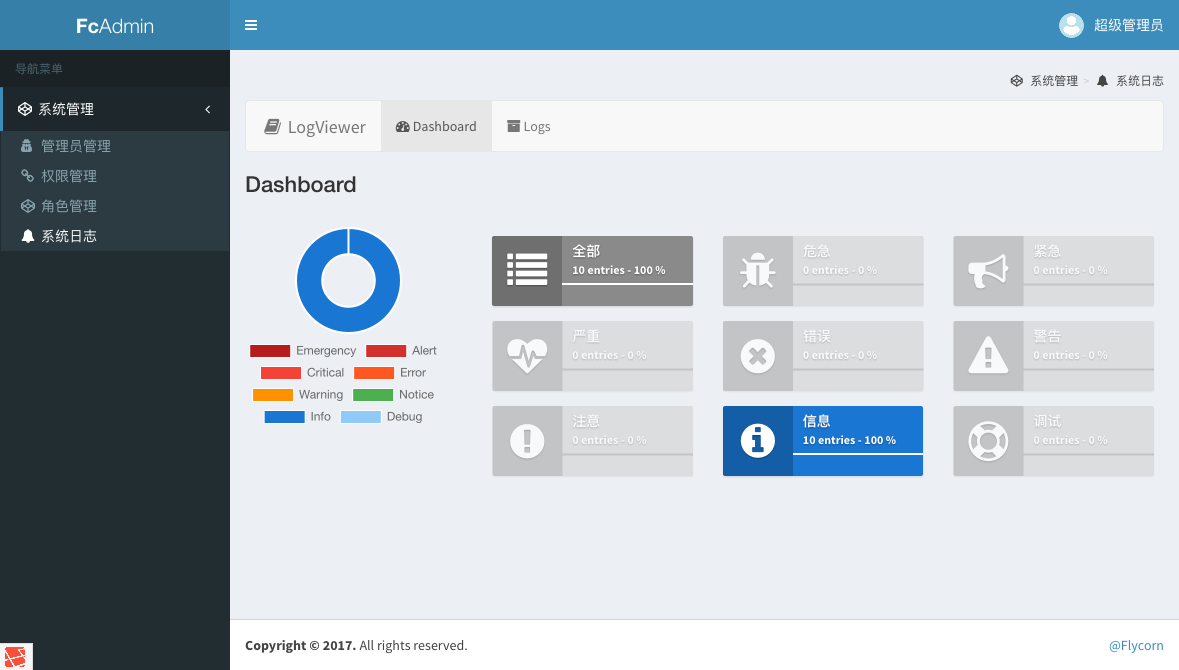 FcAdmin
超级管理员
导航菜单
系统管理
管理员管理
权限管理
角色管理
系统日志
系统管理 > 系统日志
LogViewer Dashboard Logs
Dashboard
Emergency Alert
Critical Error
Warning Notice
Info Debug
全部
10 entries - 100 %
危急
0 entries - 0 %
紧急
0 entries - 0 %
严重
0 entries - 0 %
错误
0 entries - 0 %
警告
0 entries - 0 %
注意
0 entries - 0 %
信息
10 entries - 100 %
调试
0 entries - 0 %
Copyright © 2017. All rights reserved.
@Flycorn